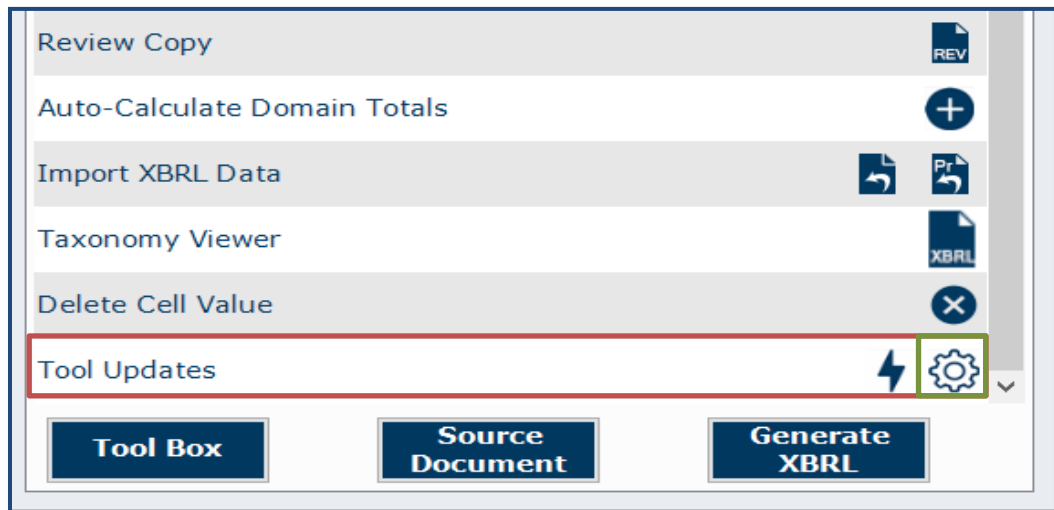 Review Copy
REV
Auto-Calculate Domain Totals
Import XBRL Data
Pr
Taxonomy Viewer
XBRL
Delete Cell Value
Tool Updates
Tool Box
Source
Document
Generate
XBRL